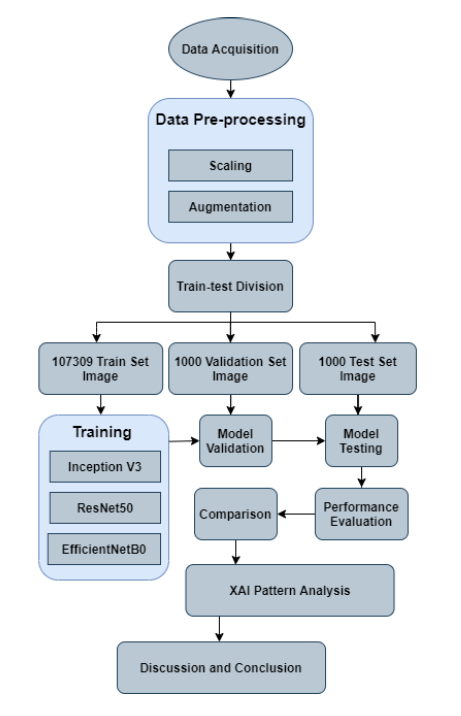 Data Acquisition
Data Pre-processing
Scaling
Augmentation
Train-test Division
107309 Train Set
Image
1000 Validation Set
Image
1000 Test Set
Image
Training
Inception V3
ResNet50
EfficientNetB0
Model
Validation
Model
Testing
Performance
Evaluation
Comparison
XAI Pattern Analysis
Discussion and Conclusion